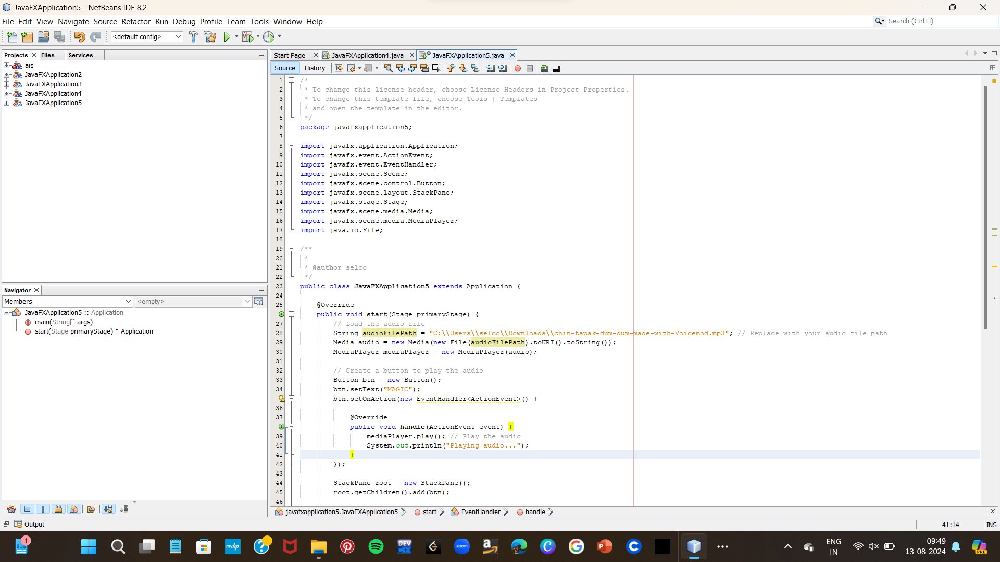 JavaFXApplication5 - NetBeans IDE 8.2
File Edit View Navigate Source Refactor Run Debug Profile Team Tools Window Help
Search (Ctrl+I)
<default config>
Projects Files Services
ais
JavaFXApplication2
JavaFXApplication3
JavaFXApplication4
JavaFXApplication5
Navigator
Members <empty>
JavaFXApplication5 :: Application
main(String[] args)
start(Stage primaryStage) ↑ Application
Start Page JavaFXApplication4.java JavaFXApplication5.java
Source History
1 /*
2 * To change this license header, choose License Headers in Project Properties.
3 * To change this template file, choose Tools | Templates
4 * and open the template in the editor.
5 */
6 package javafxapplication5;
7
8 import javafx.application.Application;
9 import javafx.event.ActionEvent;
10 import javafx.event.EventHandler;
11 import javafx.scene.Scene;
12 import javafx.scene.control.Button;
13 import javafx.scene.layout.StackPane;
14 import javafx.stage.Stage;
15 import javafx.scene.media.Media;
16 import javafx.scene.media.MediaPlayer;
17 import java.io.File;
18
19 /**
20 *
21 * @author selco
22 */
23 public class JavaFXApplication5 extends Application {
24
25 @Override
public void start(Stage primaryStage) {
27 // Load the audio file
28 String audioFilePath = "C:\\Users\\selco\\Downloads\\chin-tapak-dum-dum-made-with-Voicemod.mp3"; // Replace with your audio file path
29 Media audio = new Media(new File(audioFilePath).toURI().toString());
30 MediaPlayer mediaPlayer = new MediaPlayer(audio);
31
32 // Create a button to play the audio
33 Button btn = new Button();
34 btn.setText("MAGIC");
btn.setOnAction(new EventHandler<ActionEvent>() {
36
37 @Override
public void handle(ActionEvent event) {
39 mediaPlayer.play(); // Play the audio
40 System.out.println("Playing audio...");
41 }
42 });
43
44 StackPane root = new StackPane();
45 root.getChildren().add(btn);
46
javafxapplication5.JavaFXApplication5 start EventHandler handle
Output
41:14 INS
1
myhp
?
DEV
zoom
a
G
P
C
PRE
ENG
IN
09:49
13-08-2024